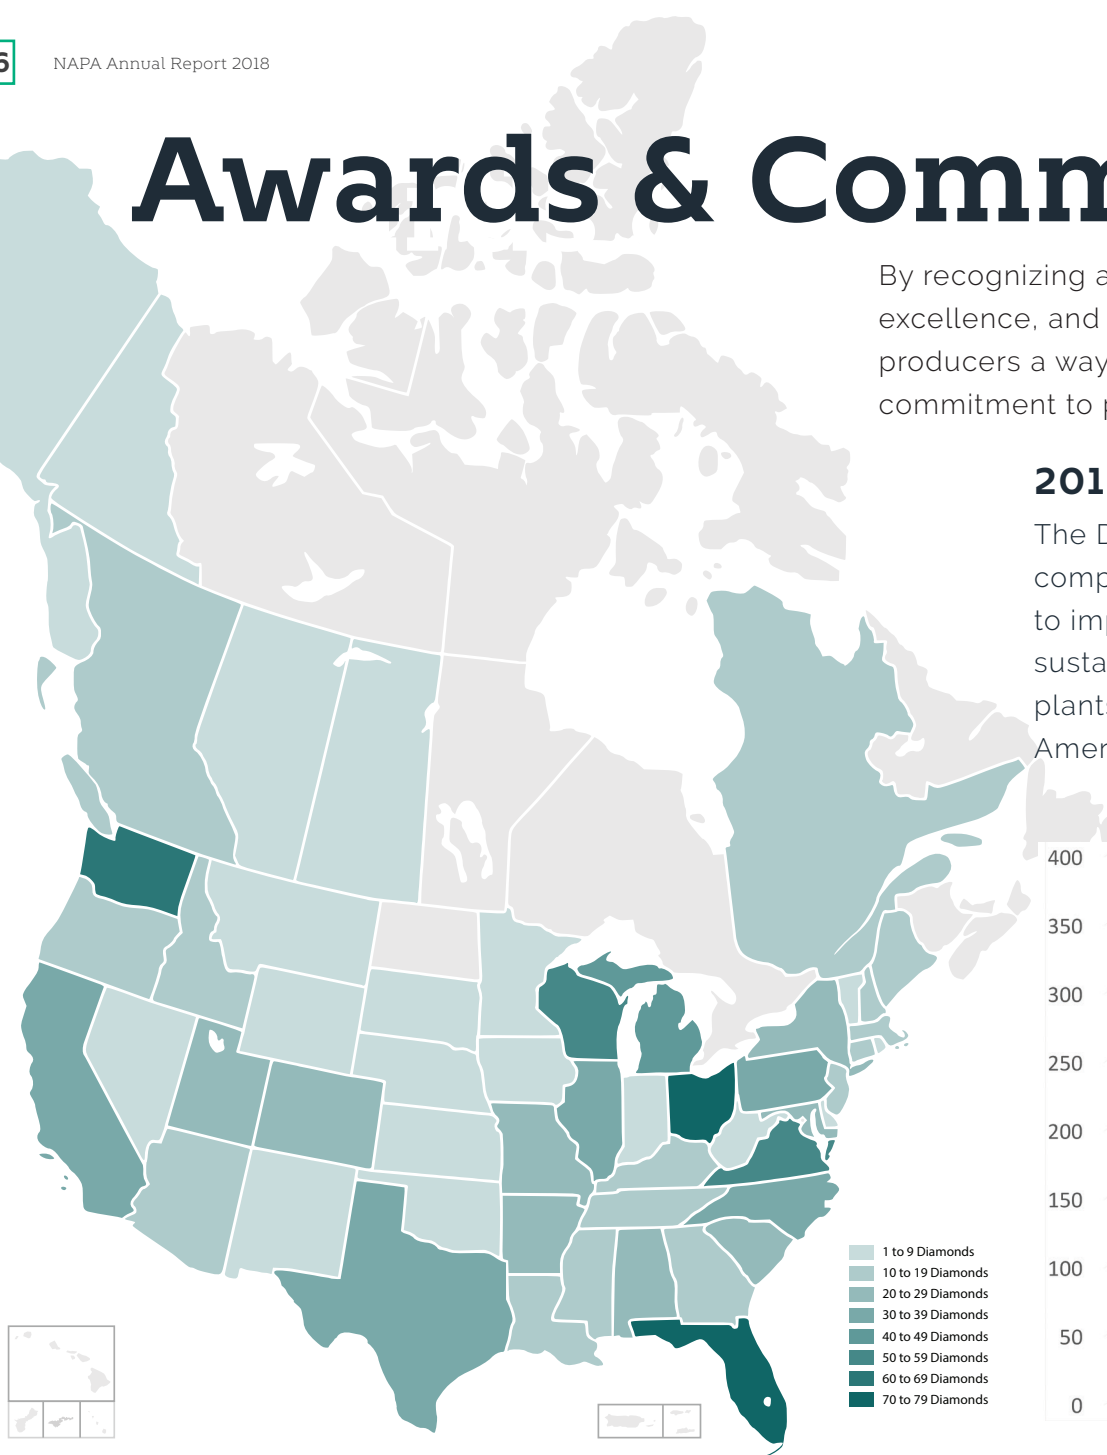 6
NAPA Annual Report 2018
Awards & Comm
By recognizing a
excellence, and
producers a way
commitment to
201
The D
comp
to imp
susta
plants
Amer
400
350
300
250
200
150
100
50
0
1 to 9 Diamonds
10 to 19 Diamonds
20 to 29 Diamonds
30 to 39 Diamonds
40 to 49 Diamonds
50 to 59 Diamonds
60 to 69 Diamonds
70 to 79 Diamonds